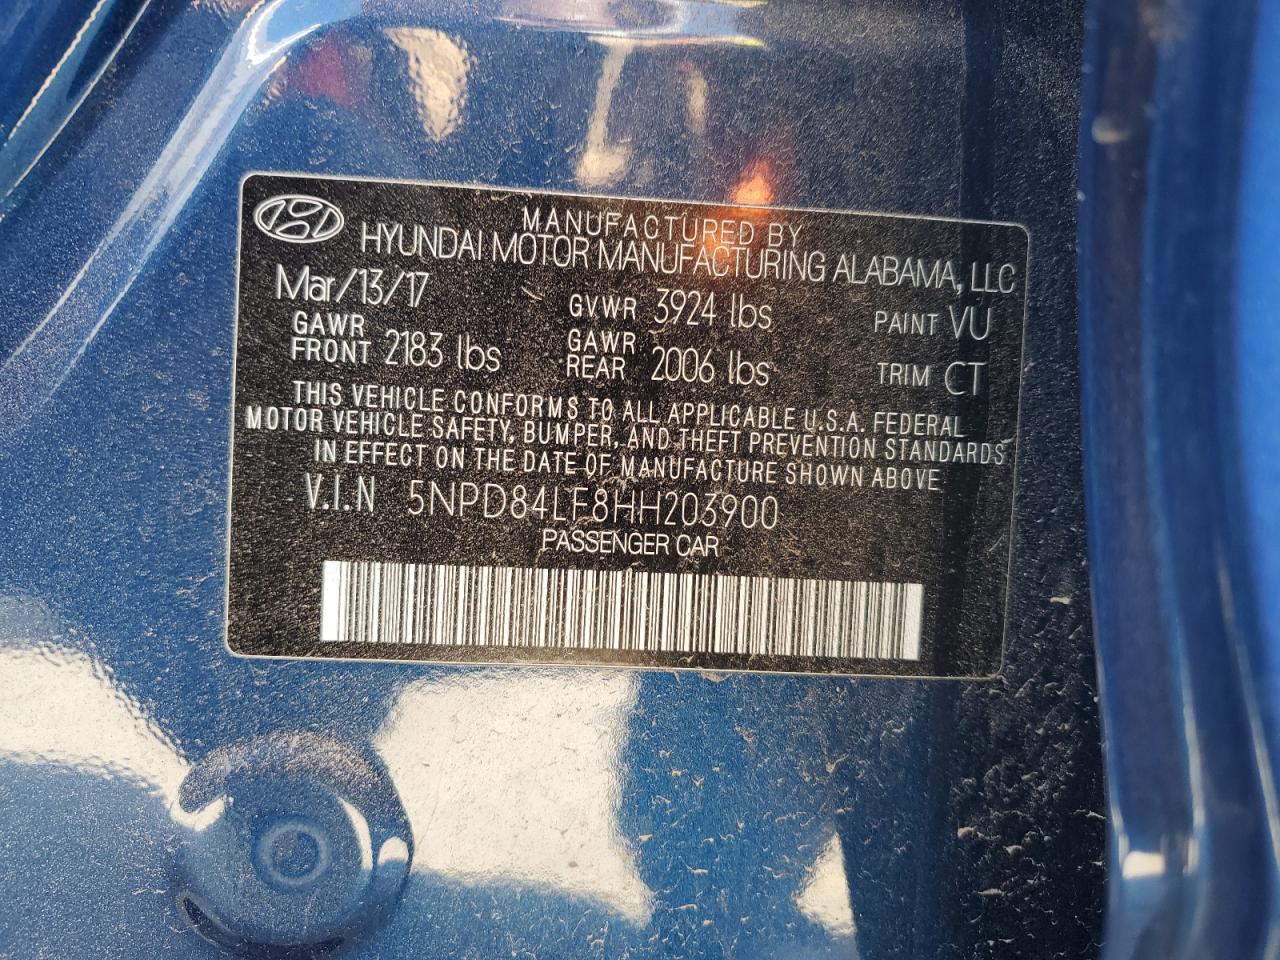 MANUFACTURED BY
HYUNDAI MOTOR MANUFACTURING ALABAMA, LLC
Mar/13/17 GVWR 3924 lbs PAINT VU
GAWR FRONT 2183 lbs GAWR REAR 2006 lbs TRIM CT
THIS VEHICLE CONFORMS TO ALL APPLICABLE U.S.A. FEDERAL
MOTOR VEHICLE SAFETY, BUMPER, AND THEFT PREVENTION STANDARDS
IN EFFECT ON THE DATE OF MANUFACTURE SHOWN ABOVE
V.I.N 5NPD84LF8HH203900
PASSENGER CAR